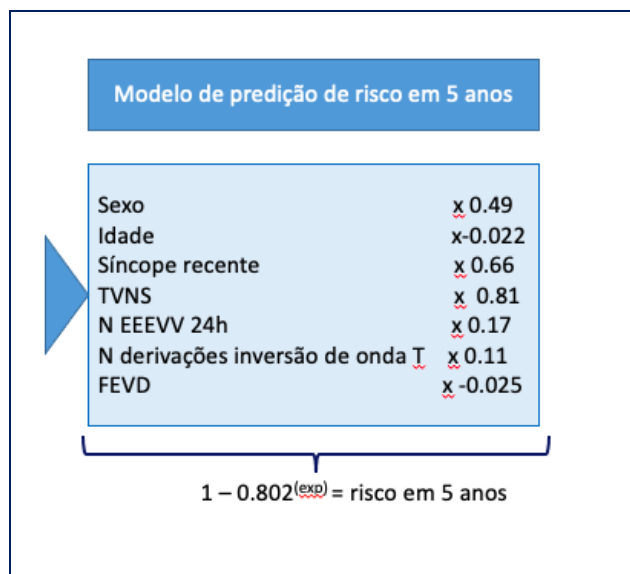 Modelo de predição de risco em 5 anos
Sexo x 0.49
Idade x-0.022
Síncope recente x 0.66
TVNS x 0.81
N EEEVV 24h x 0.17
N derivações inversão de onda T x 0.11
FEVD x -0.025
1 – 0.802(exp) = risco em 5 anos